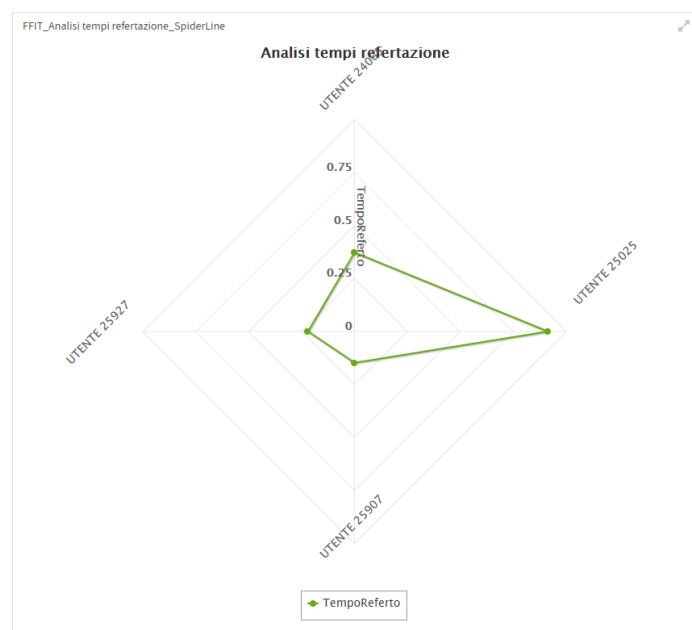 FFIT_Analisi tempi refertazione_SpiderLine
Analisi tempi refertazione
UTENTE
0.75
0.5
TempoReferto
0.25
UTENTE 25025
0
UTENTE 25927
UTENTE 25907
TempoReferto